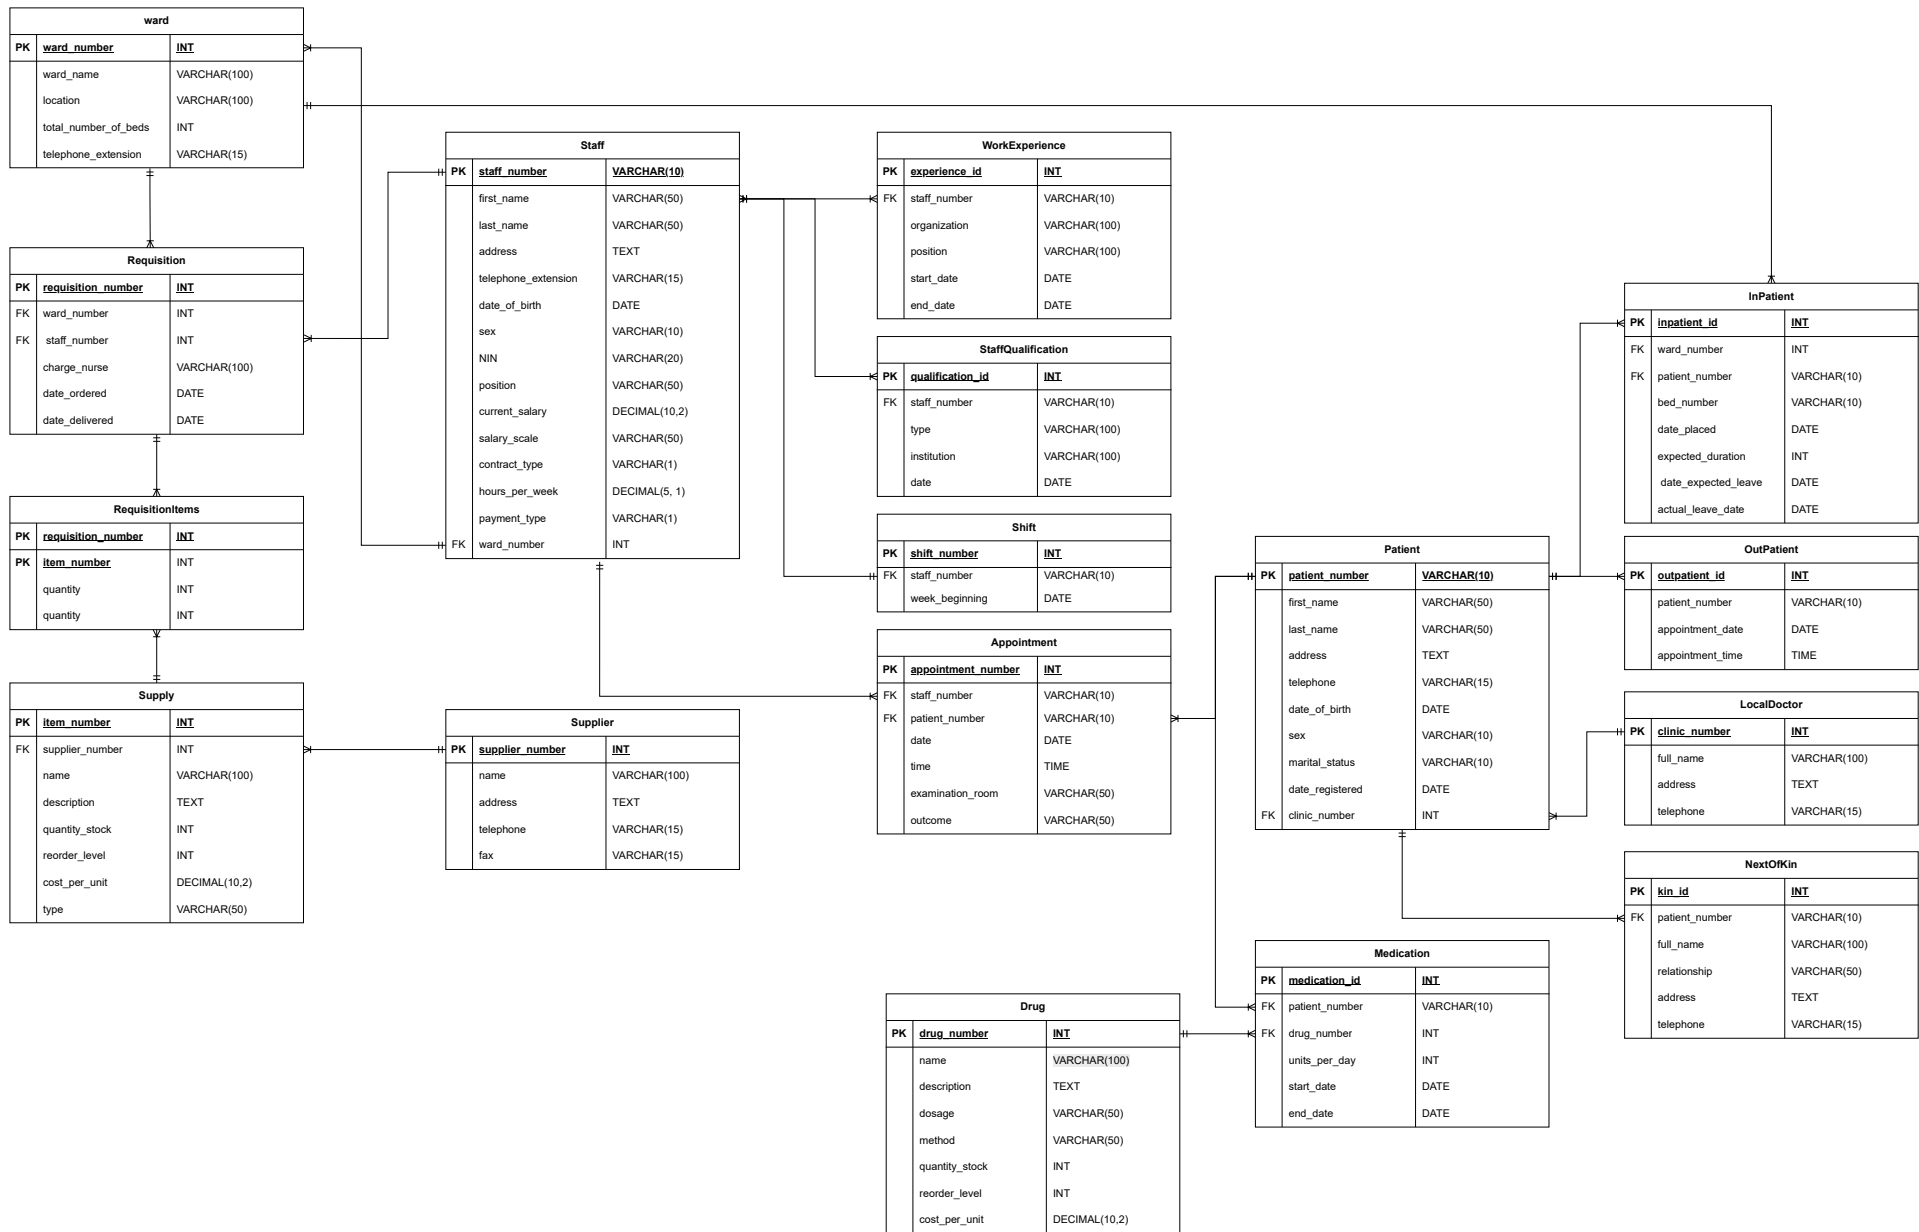 ward
PK ward_number INT
ward_name VARCHAR(100)
location VARCHAR(100)
total_number_of_beds INT
telephone_extension VARCHAR(15)
Requisition
PK requisition_number INT
FK ward_number INT
FK staff_number INT
charge_nurse VARCHAR(100)
date_ordered DATE
date_delivered DATE
RequisitionItems
PK requisition_number INT
PK item_number INT
quantity INT
quantity INT
Supply
PK item_number INT
FK supplier_number INT
name VARCHAR(100)
description TEXT
quantity_stock INT
reorder_level INT
cost_per_unit DECIMAL(10,2)
type VARCHAR(50)
Staff
PK staff_number VARCHAR(10)
first_name VARCHAR(50)
last_name VARCHAR(50)
address TEXT
telephone_extension VARCHAR(15)
date_of_birth DATE
sex VARCHAR(10)
NIN VARCHAR(20)
position VARCHAR(50)
current_salary DECIMAL(10,2)
salary_scale VARCHAR(50)
contract_type VARCHAR(1)
hours_per_week DECIMAL(5, 1)
payment_type VARCHAR(1)
FK ward_number INT
Supplier
PK supplier_number INT
name VARCHAR(100)
address TEXT
telephone VARCHAR(15)
fax VARCHAR(15)
WorkExperience
PK experience_id INT
FK staff_number VARCHAR(10)
organization VARCHAR(100)
position VARCHAR(100)
start_date DATE
end_date DATE
StaffQualification
PK qualification_id INT
FK staff_number VARCHAR(10)
type VARCHAR(100)
institution VARCHAR(100)
date DATE
Shift
PK shift_number INT
FK staff_number VARCHAR(10)
week_beginning DATE
Appointment
PK appointment_number INT
FK staff_number VARCHAR(10)
FK patient_number VARCHAR(10)
date DATE
time TIME
examination_room VARCHAR(50)
outcome VARCHAR(50)
Drug
PK drug_number INT
name VARCHAR(100)
description TEXT
dosage VARCHAR(50)
method VARCHAR(50)
quantity_stock INT
reorder_level INT
cost_per_unit DECIMAL(10,2)
Patient
PK patient_number VARCHAR(10)
first_name VARCHAR(50)
last_name VARCHAR(50)
address TEXT
telephone VARCHAR(15)
date_of_birth DATE
sex VARCHAR(10)
marital_status VARCHAR(10)
date_registered DATE
FK clinic_number INT
Medication
PK medication_id INT
FK patient_number VARCHAR(10)
FK drug_number INT
units_per_day INT
start_date DATE
end_date DATE
InPatient
PK inpatient_id INT
FK ward_number INT
FK patient_number VARCHAR(10)
bed_number VARCHAR(10)
date_placed DATE
expected_duration INT
date_expected_leave DATE
actual_leave_date DATE
OutPatient
PK outpatient_id INT
patient_number VARCHAR(10)
appointment_date DATE
appointment_time TIME
LocalDoctor
PK clinic_number INT
full_name VARCHAR(100)
address TEXT
telephone VARCHAR(15)
NextOfKin
PK kin_id INT
FK patient_number VARCHAR(10)
full_name VARCHAR(100)
relationship VARCHAR(50)
address TEXT
telephone VARCHAR(15)